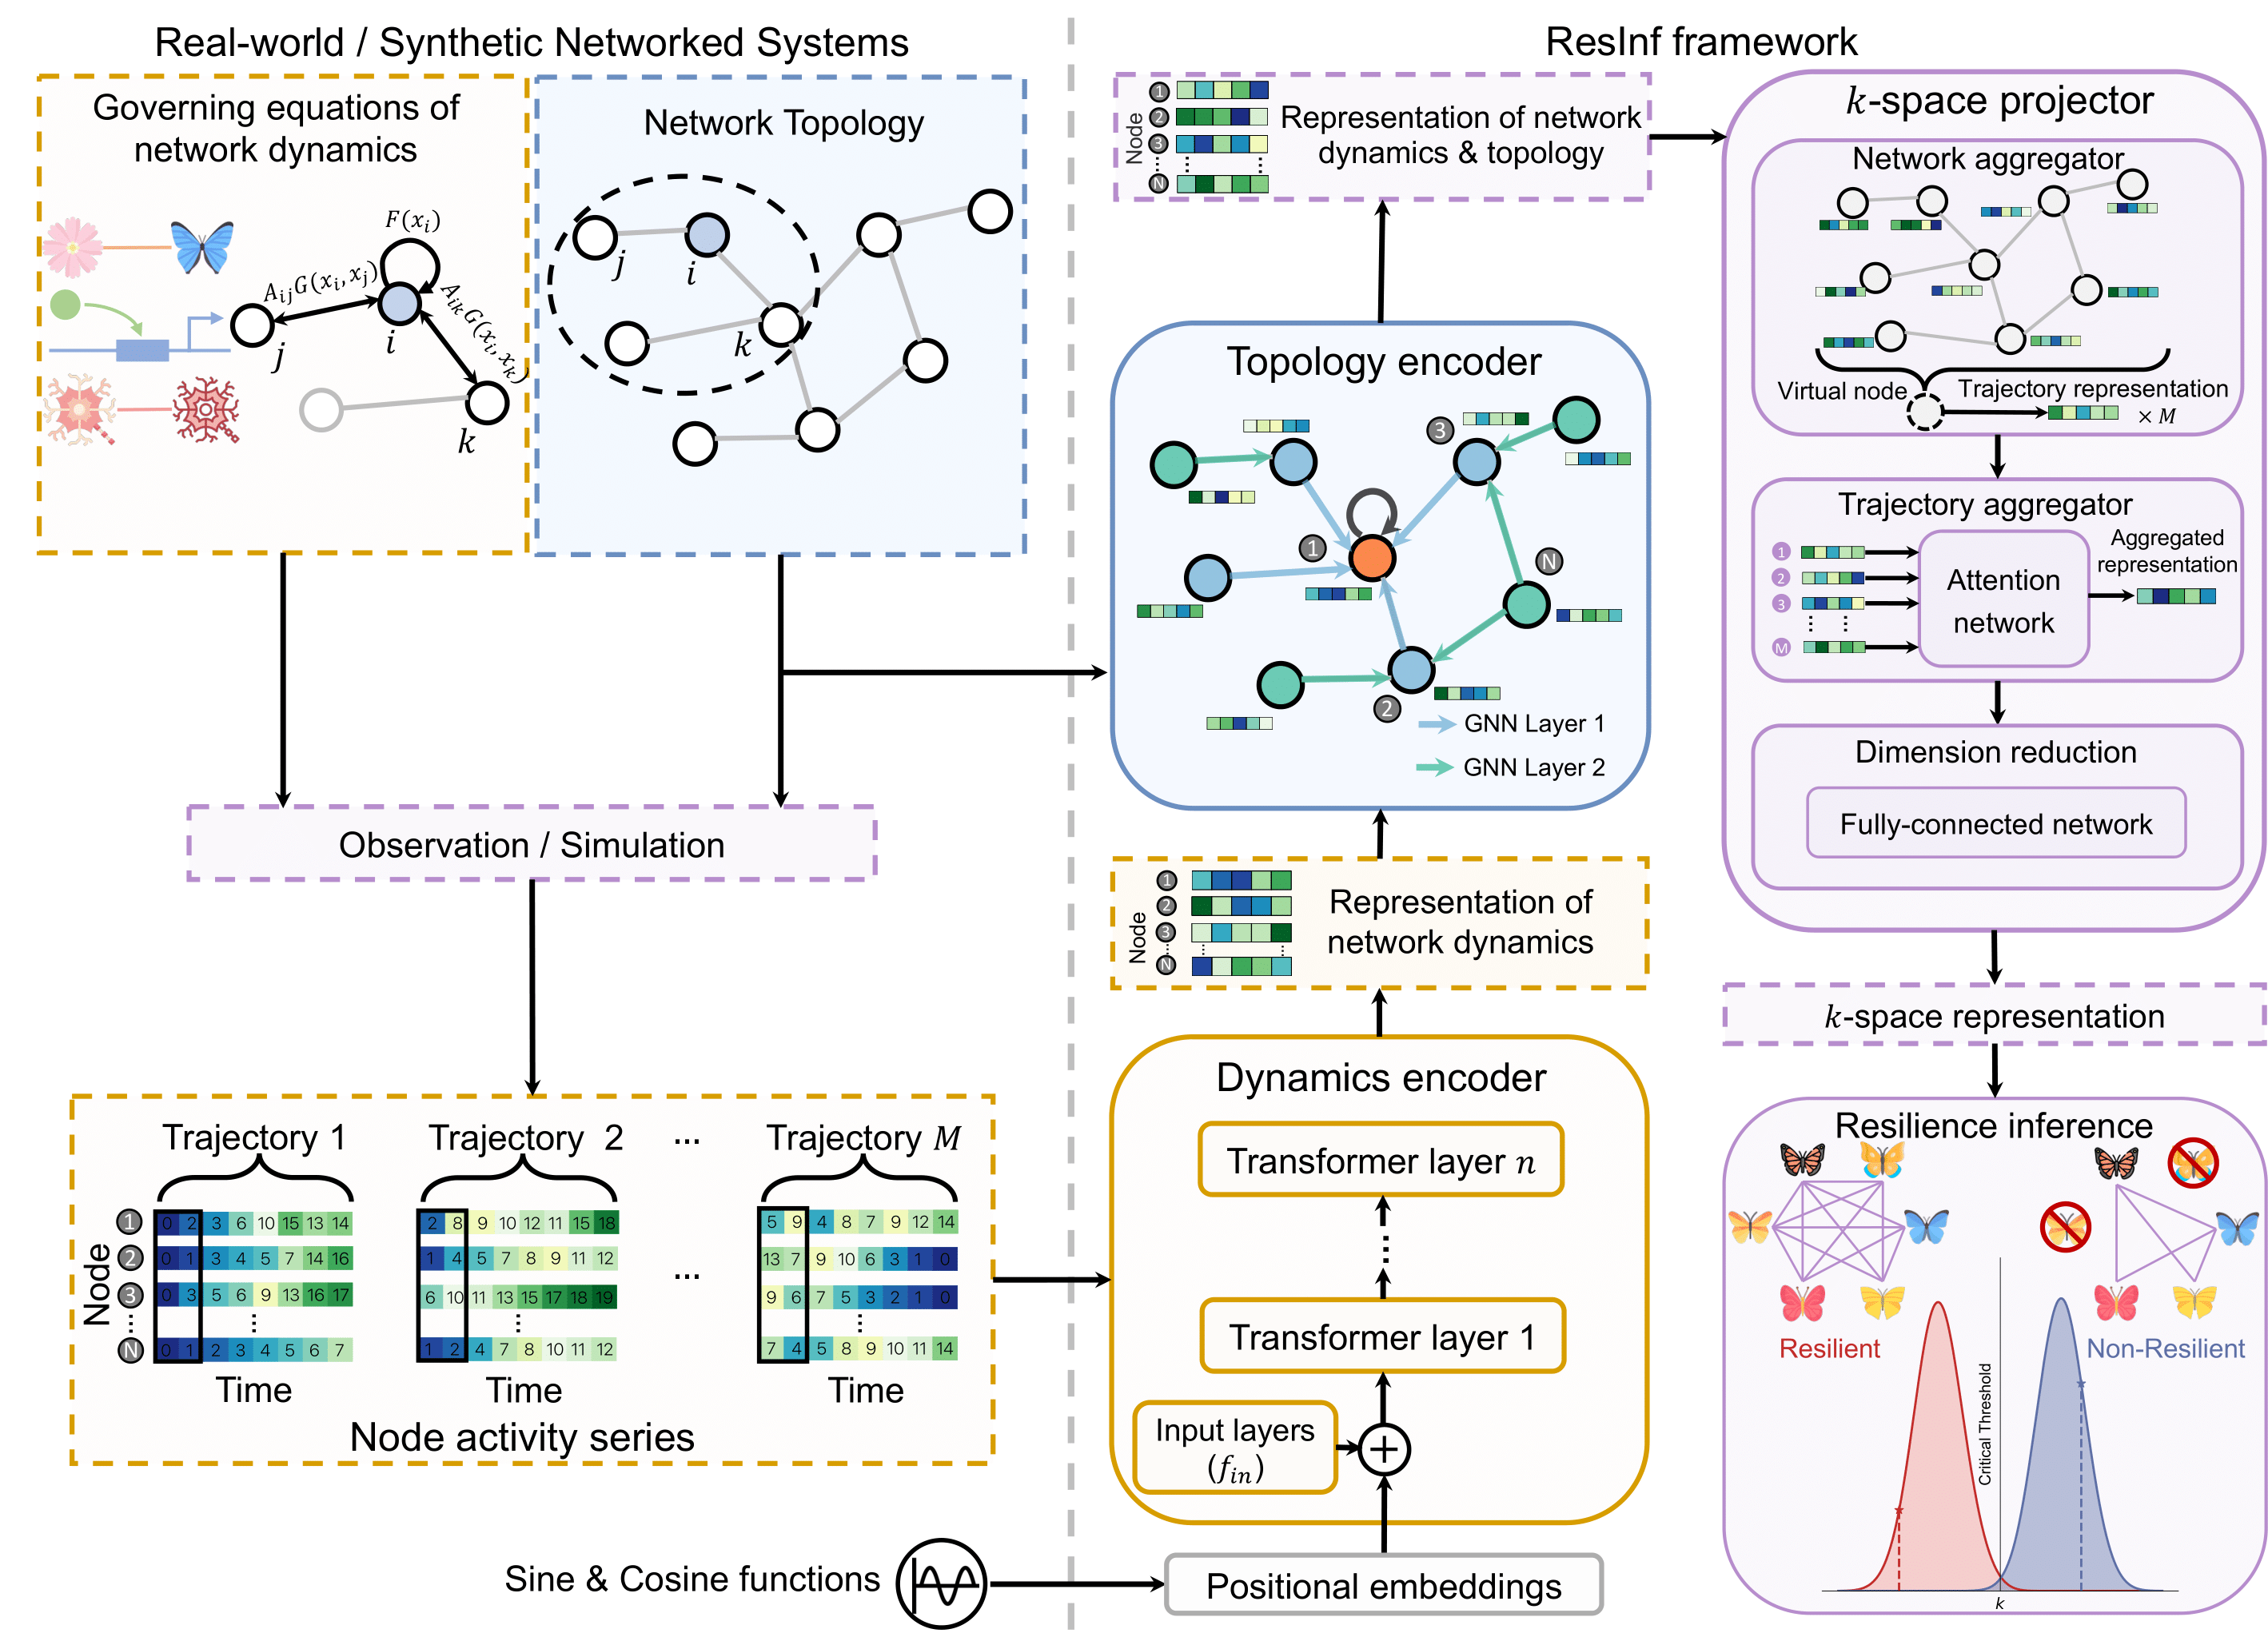 Real-world / Synthetic Networked Systems
Governing equations of
network dynamics
F(x_i)
A_{ij}G(x_i, x_j)
A_{ik}G(x_i, x_k)
j
i
k
Network Topology
j
i
k
Observation / Simulation
Trajectory 1
Trajectory 2
...
Trajectory M
Node
1
0 2 3 6 10 15 13 14
2 8 9 10 12 11 15 18
5 9 4 8 7 9 12 14
2
0 1 3 4 5 7 14 16
1 4 5 7 8 9 11 12
...
13 7 9 10 6 3 1 0
3
0 3 5 6 9 13 16 17
6 10 11 13 15 17 18 19
9 6 7 5 3 2 1 0
N
0 1 2 3 4 5 6 7
1 2 4 7 8 10 11 12
7 4 5 8 9 10 11 14
Time
Time
Time
Node activity series
Sine & Cosine functions
ResInf framework
Node
1
2
3
N
Representation of network
dynamics & topology
Topology encoder
3
1
N
2
GNN Layer 1
GNN Layer 2
Node
1
2
3
N
Representation of
network dynamics
Dynamics encoder
Transformer layer n
Transformer layer 1
Input layers
(f_{in})
+
Positional embeddings
k-space projector
Network aggregator
Virtual node
Trajectory representation
× M
Trajectory aggregator
1
2
3
M
Attention
network
Aggregated
representation
Dimension reduction
Fully-connected network
k-space representation
Resilience inference
Resilient
Non-Resilient
Critical Threshold
k